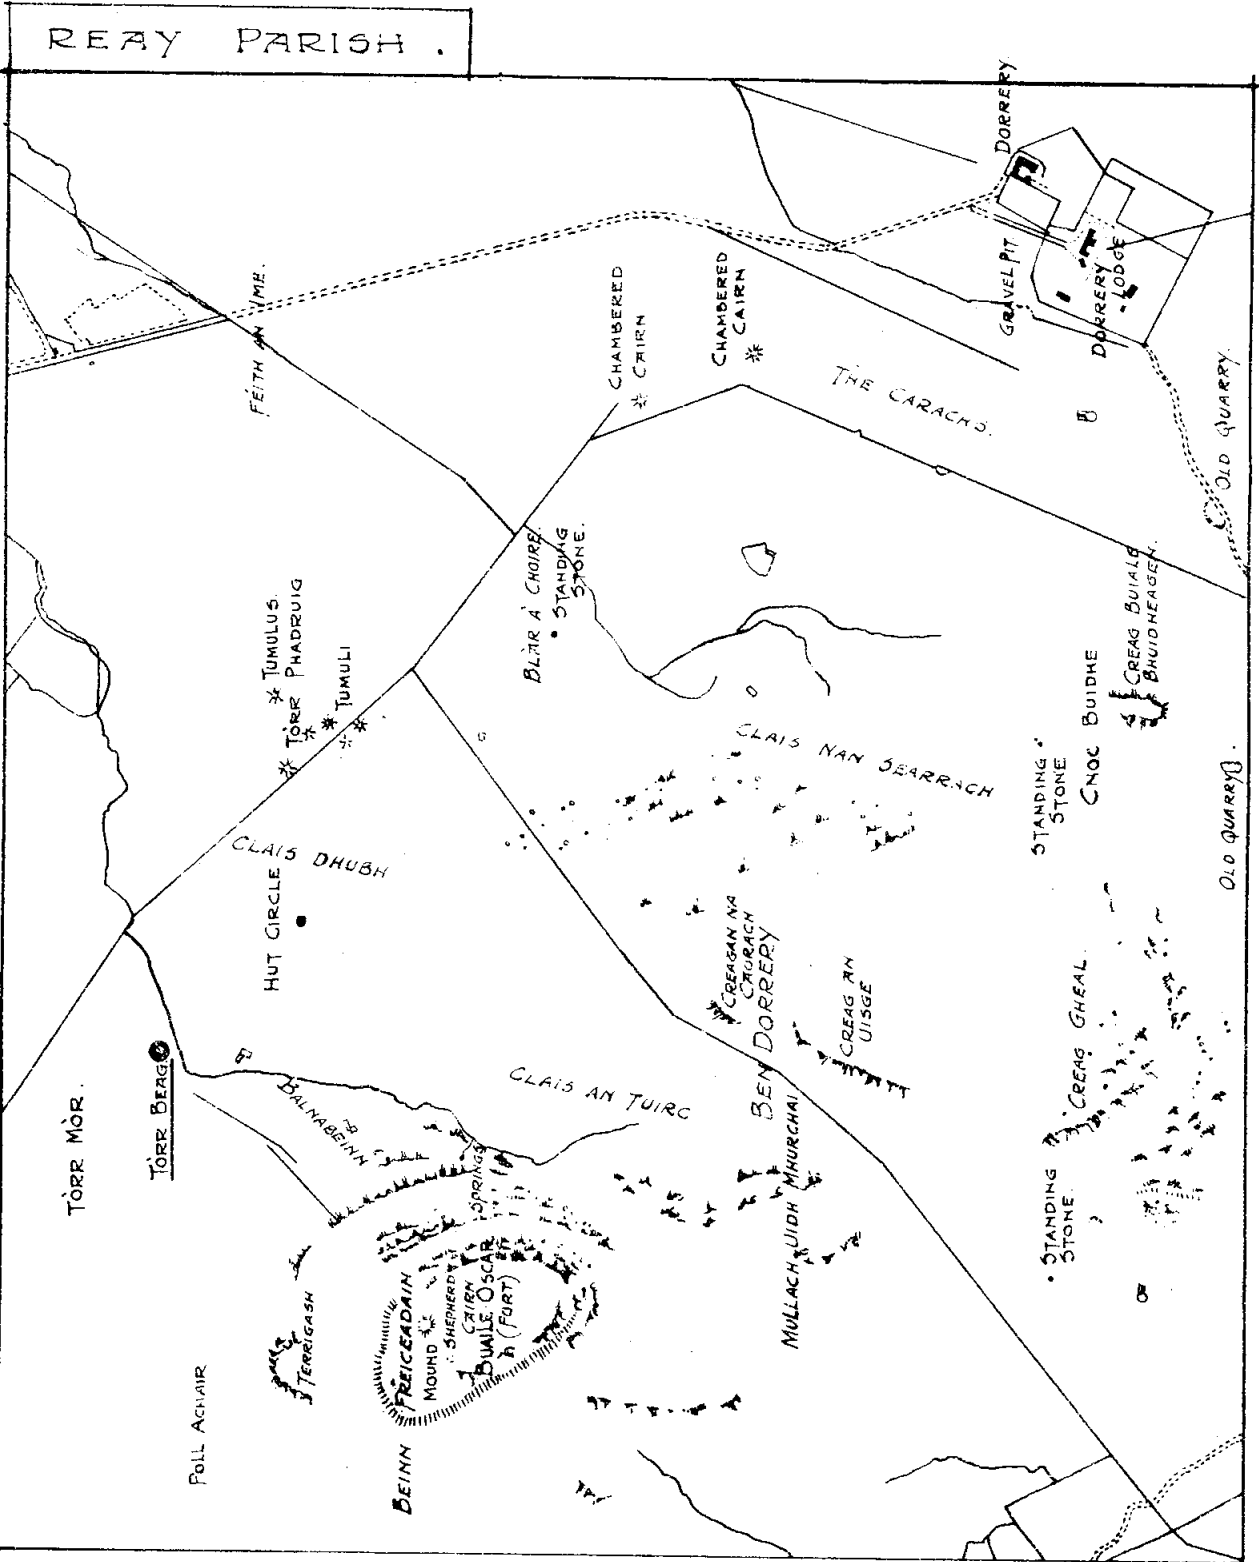 REAY PARISH.
DORRERY
GRAVEL PIT
DORRERY
LODGE
FÉITH AN IME.
CHAMBERED
CAIRN
CHAMBERED
CAIRN
THE CARACHS.
OLD QUARRY.
BLÀR A' CHOIRE.
STANDING
STONE.
TUMULUS.
TÒRR PHADRUIG
TUMULI
CREAG BUIALE
BHUIDHEAGEN.
CNOC BUIDHE
STANDING
STONE
CLAIS NAN SEARRACH
OLD QUARRY.
CLAIS DHUBH
HUT CIRCLE
CREAGAN NA
CAURACH
BEN DORRERY
CREAG AN
UISGE
CREAG GHEAL.
TÒRR MÒR.
TÒRR BEAG
BALNABEINN
CLAIS AN TUIRC
SPRINGS
MULLACH UIDH MHURCHAI
STANDING
STONE.
TERRIGASH
BEINN FREICEADAIN
MOUND
SHEPHERD
CAIRN
BUAILE OSCAR
(FORT)
POLL ACHAIR